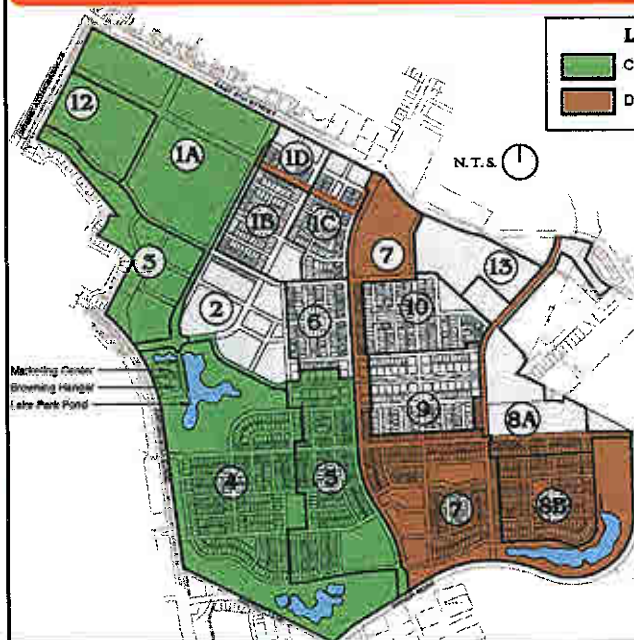 L
C
D
N.T.S.
12
1A
1D
1B
1C
3
7
13
2
6
10
Marketing Center
Browning Hangar
Lake Park Pond
9
8A
4
5
7
8B